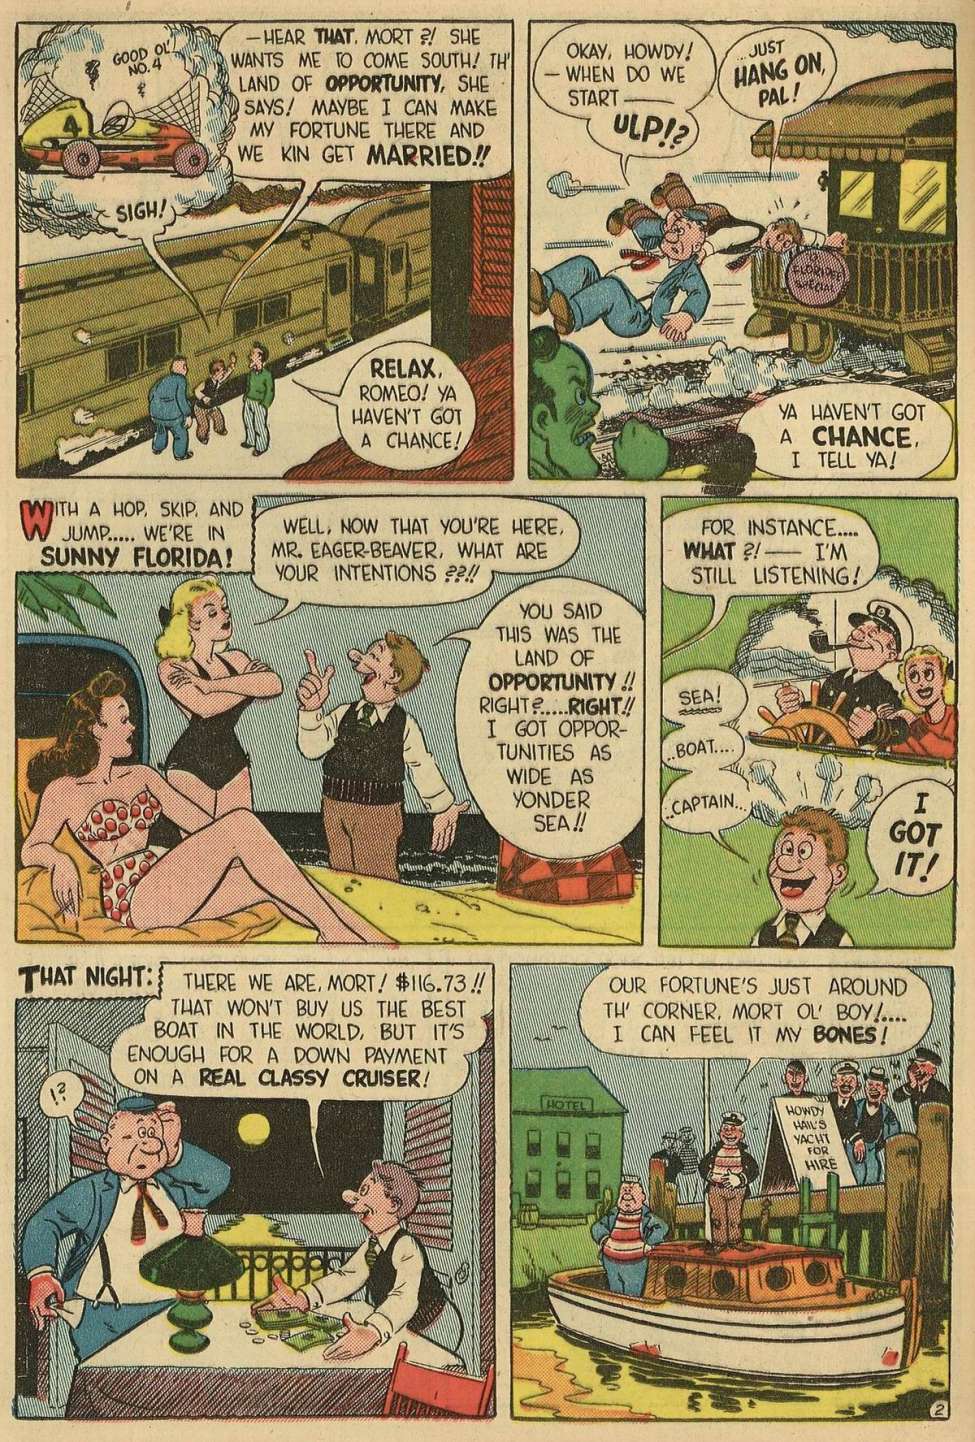 GOOD OL'
NO. 4
4
SIGH!
—HEAR THAT, MORT ?! SHE
WANTS ME TO COME SOUTH! TH'
LAND OF OPPORTUNITY, SHE
SAYS! MAYBE I CAN MAKE
MY FORTUNE THERE AND
WE KIN GET MARRIED!!
RELAX,
ROMEO! YA
HAVEN'T GOT
A CHANCE!
OKAY, HOWDY!
—WHEN DO WE
START——
ULP!?
...JUST
HANG ON,
PAL!
FLORIDA
SPECIAL
YA HAVEN'T GOT
A CHANCE,
I TELL YA!
WITH A HOP, SKIP, AND
JUMP..... WE'RE IN
SUNNY FLORIDA!
WELL, NOW THAT YOU'RE HERE,
MR. EAGER-BEAVER, WHAT ARE
YOUR INTENTIONS ??!!
YOU SAID
THIS WAS THE
LAND OF
OPPORTUNITY!!
RIGHT?.....RIGHT!!
I GOT OPPOR-
TUNITIES AS
WIDE AS
YONDER
SEA!!
FOR INSTANCE....
WHAT ?!—— I'M
STILL LISTENING!
SEA!
..BOAT....
..CAPTAIN...
I
GOT
IT!
THAT NIGHT:
THERE WE ARE, MORT! $116.73!!
THAT WON'T BUY US THE BEST
BOAT IN THE WORLD, BUT IT'S
ENOUGH FOR A DOWN PAYMENT
ON A REAL CLASSY CRUISER!
!?
OUR FORTUNE'S JUST AROUND
TH' CORNER, MORT OL' BOY!....
I CAN FEEL IT MY BONES!
HOTEL
HOWDY
HAIL'S
YACHT
FOR
HIRE
2